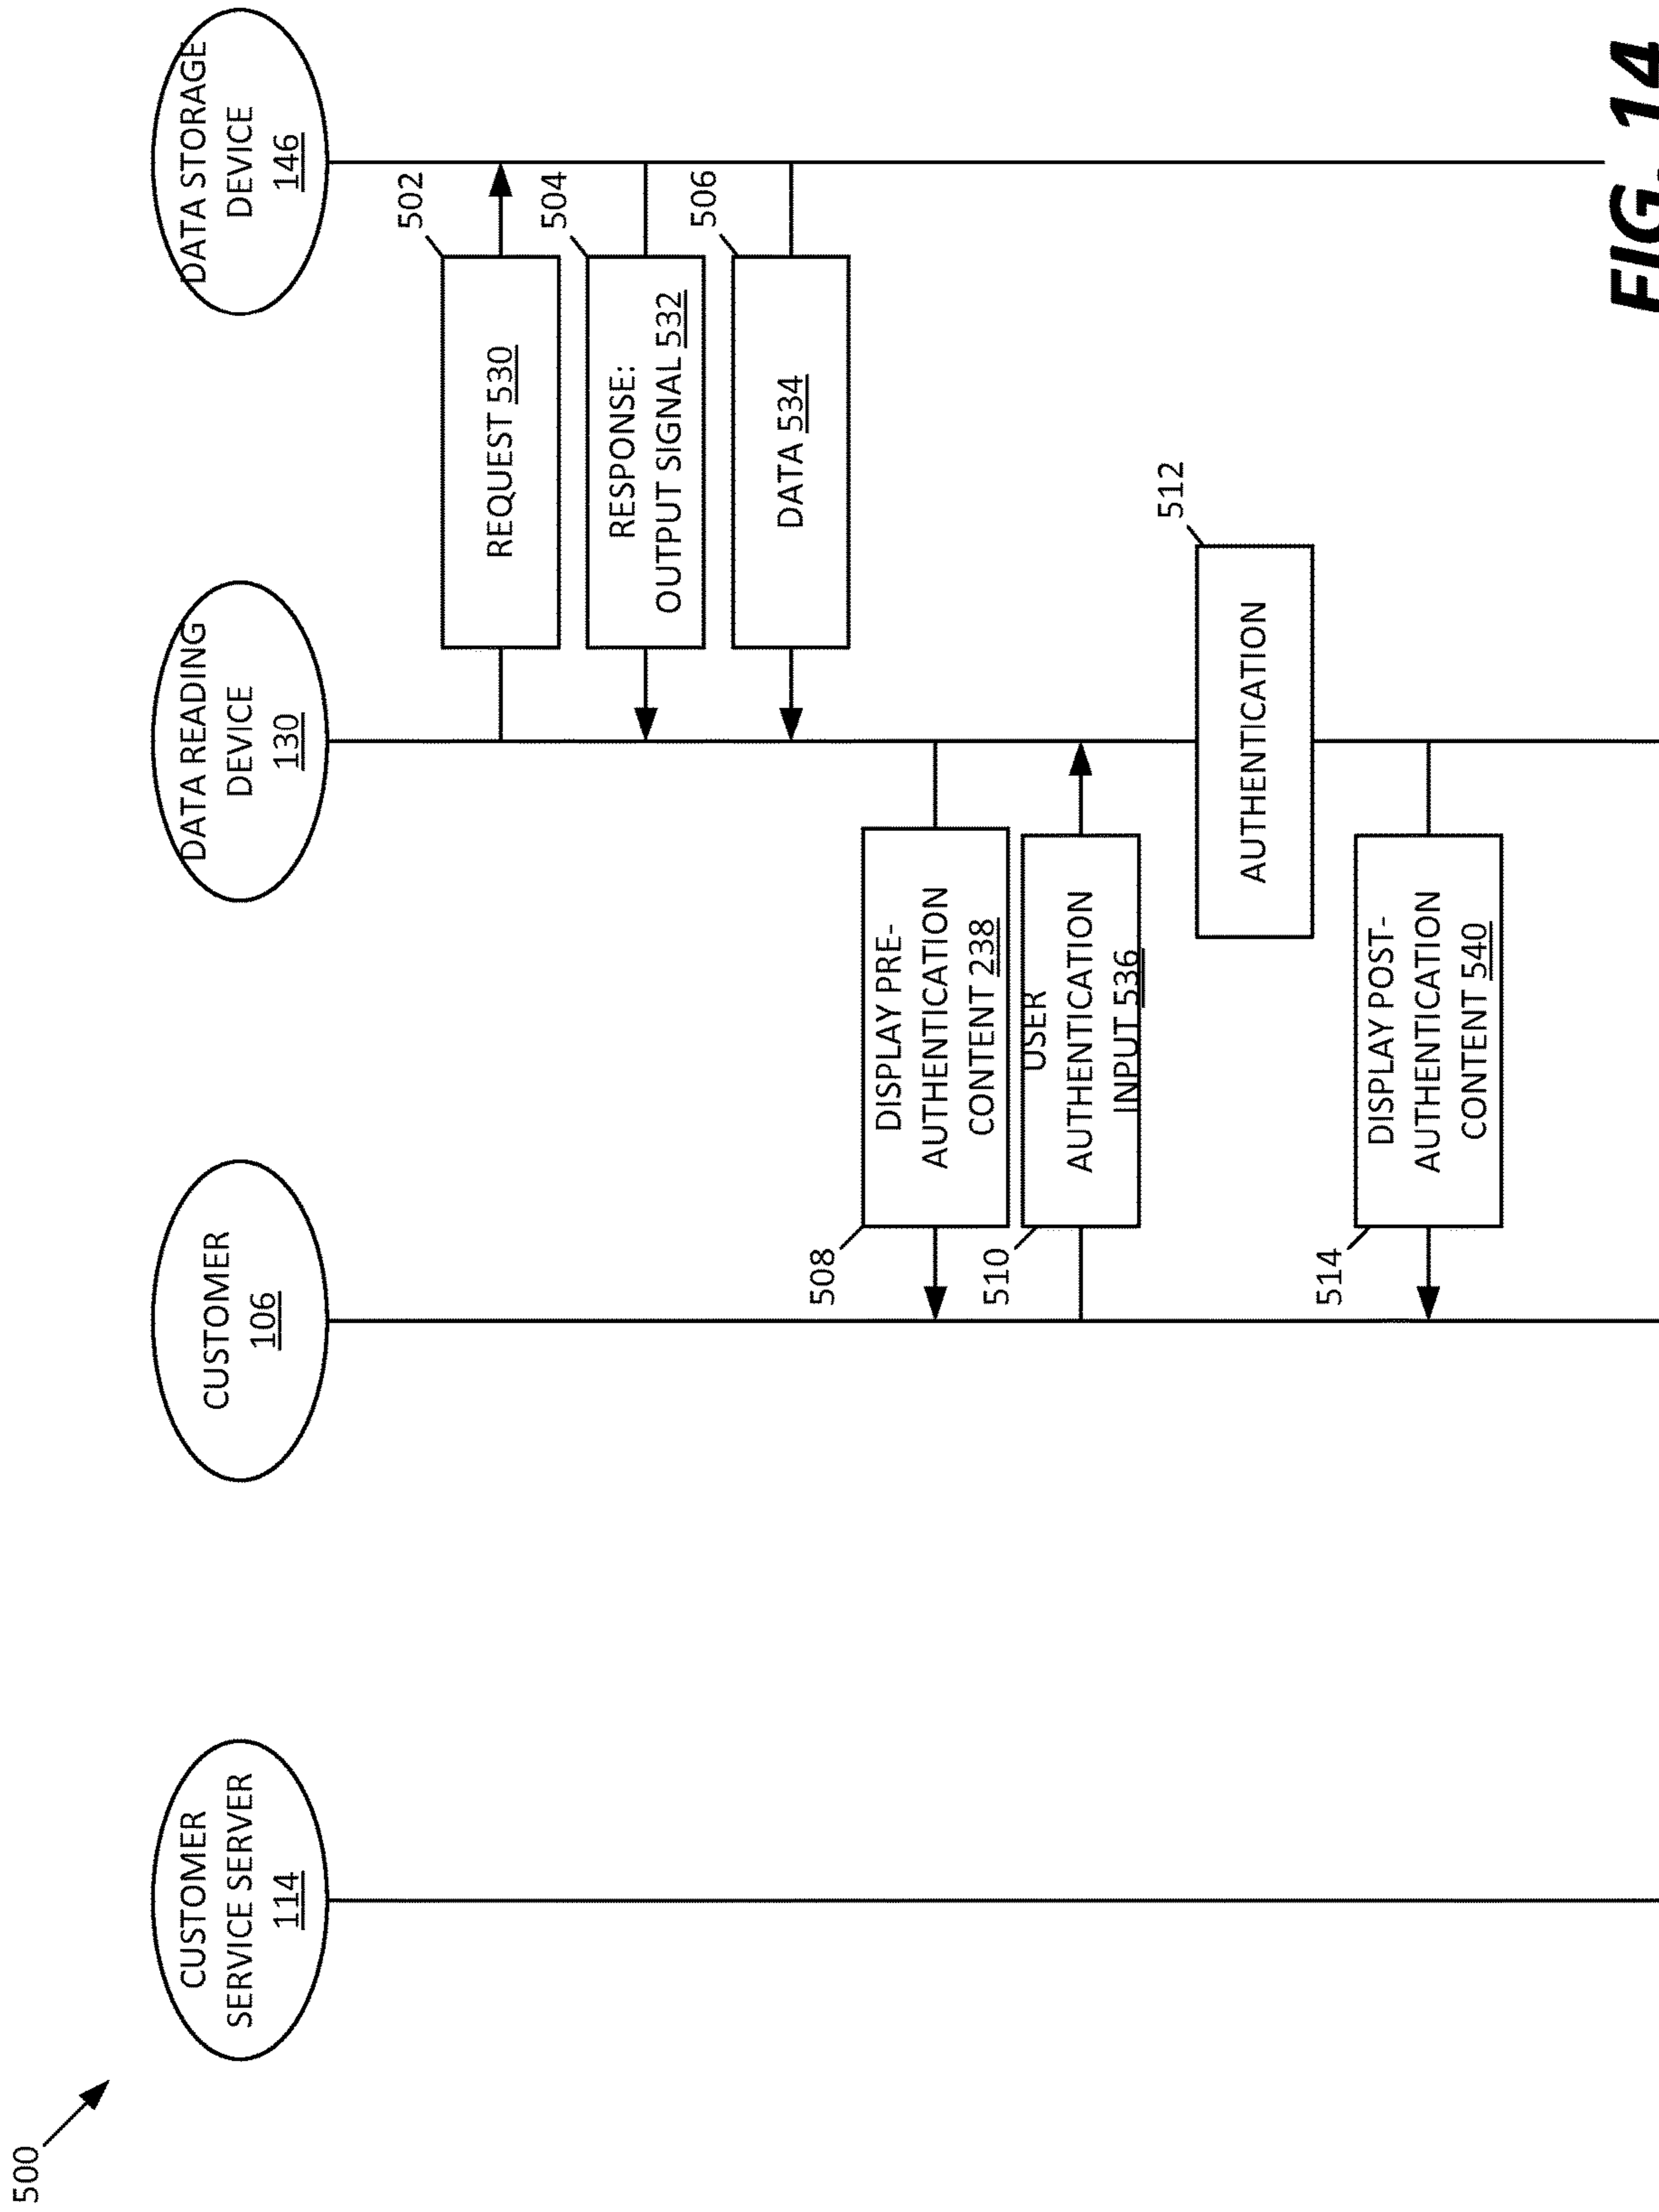 500
CUSTOMER
SERVICE SERVER
114
CUSTOMER
106
DATA READING
DEVICE
130
DATA STORAGE
DEVICE
146
502
REQUEST 530
504
RESPONSE:
OUTPUT SIGNAL 532
506
DATA 534
508
DISPLAY PRE-
AUTHENTICATION
CONTENT 238
510
USER
AUTHENTICATION
INPUT 536
512
AUTHENTICATION
514
DISPLAY POST-
AUTHENTICATION
CONTENT 540
FIG. 14